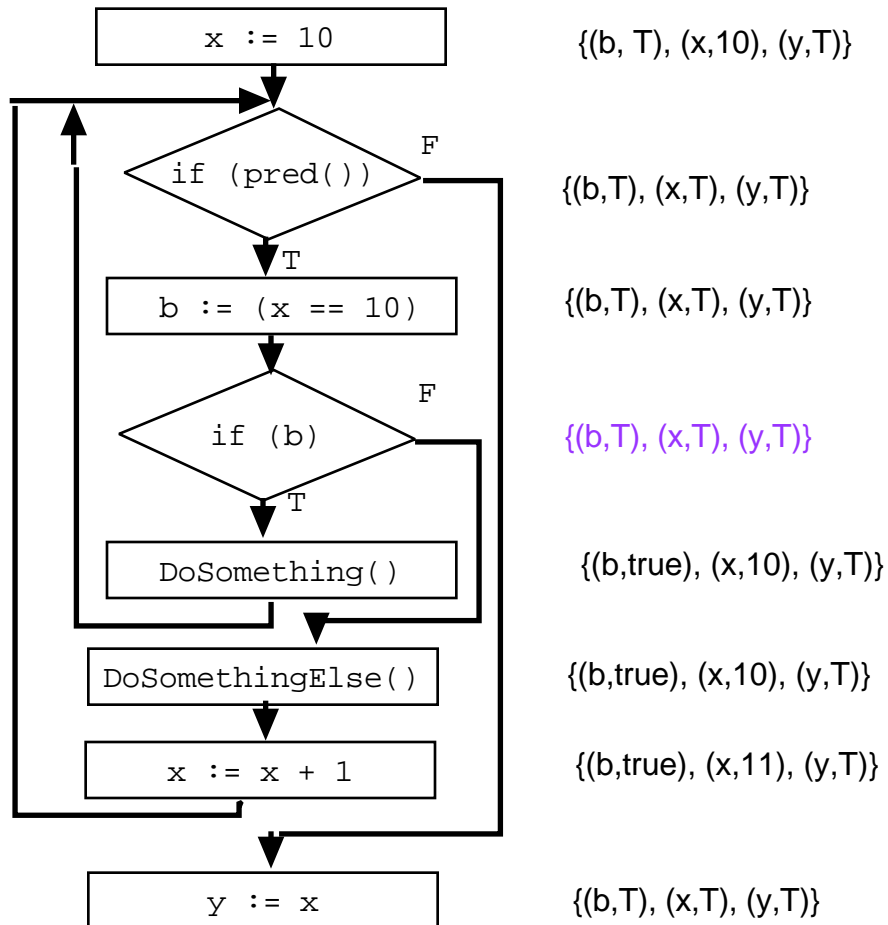 x := 10
{(b, T), (x,10), (y,T)}
F
if (pred())
{(b,T), (x,T), (y,T)}
T
b := (x == 10)
{(b,T), (x,T), (y,T)}
F
if (b)
{(b,T), (x,T), (y,T)}
T
DoSomething()
{(b,true), (x,10), (y,T)}
DoSomethingElse()
{(b,true), (x,10), (y,T)}
x := x + 1
{(b,true), (x,11), (y,T)}
y := x
{(b,T), (x,T), (y,T)}